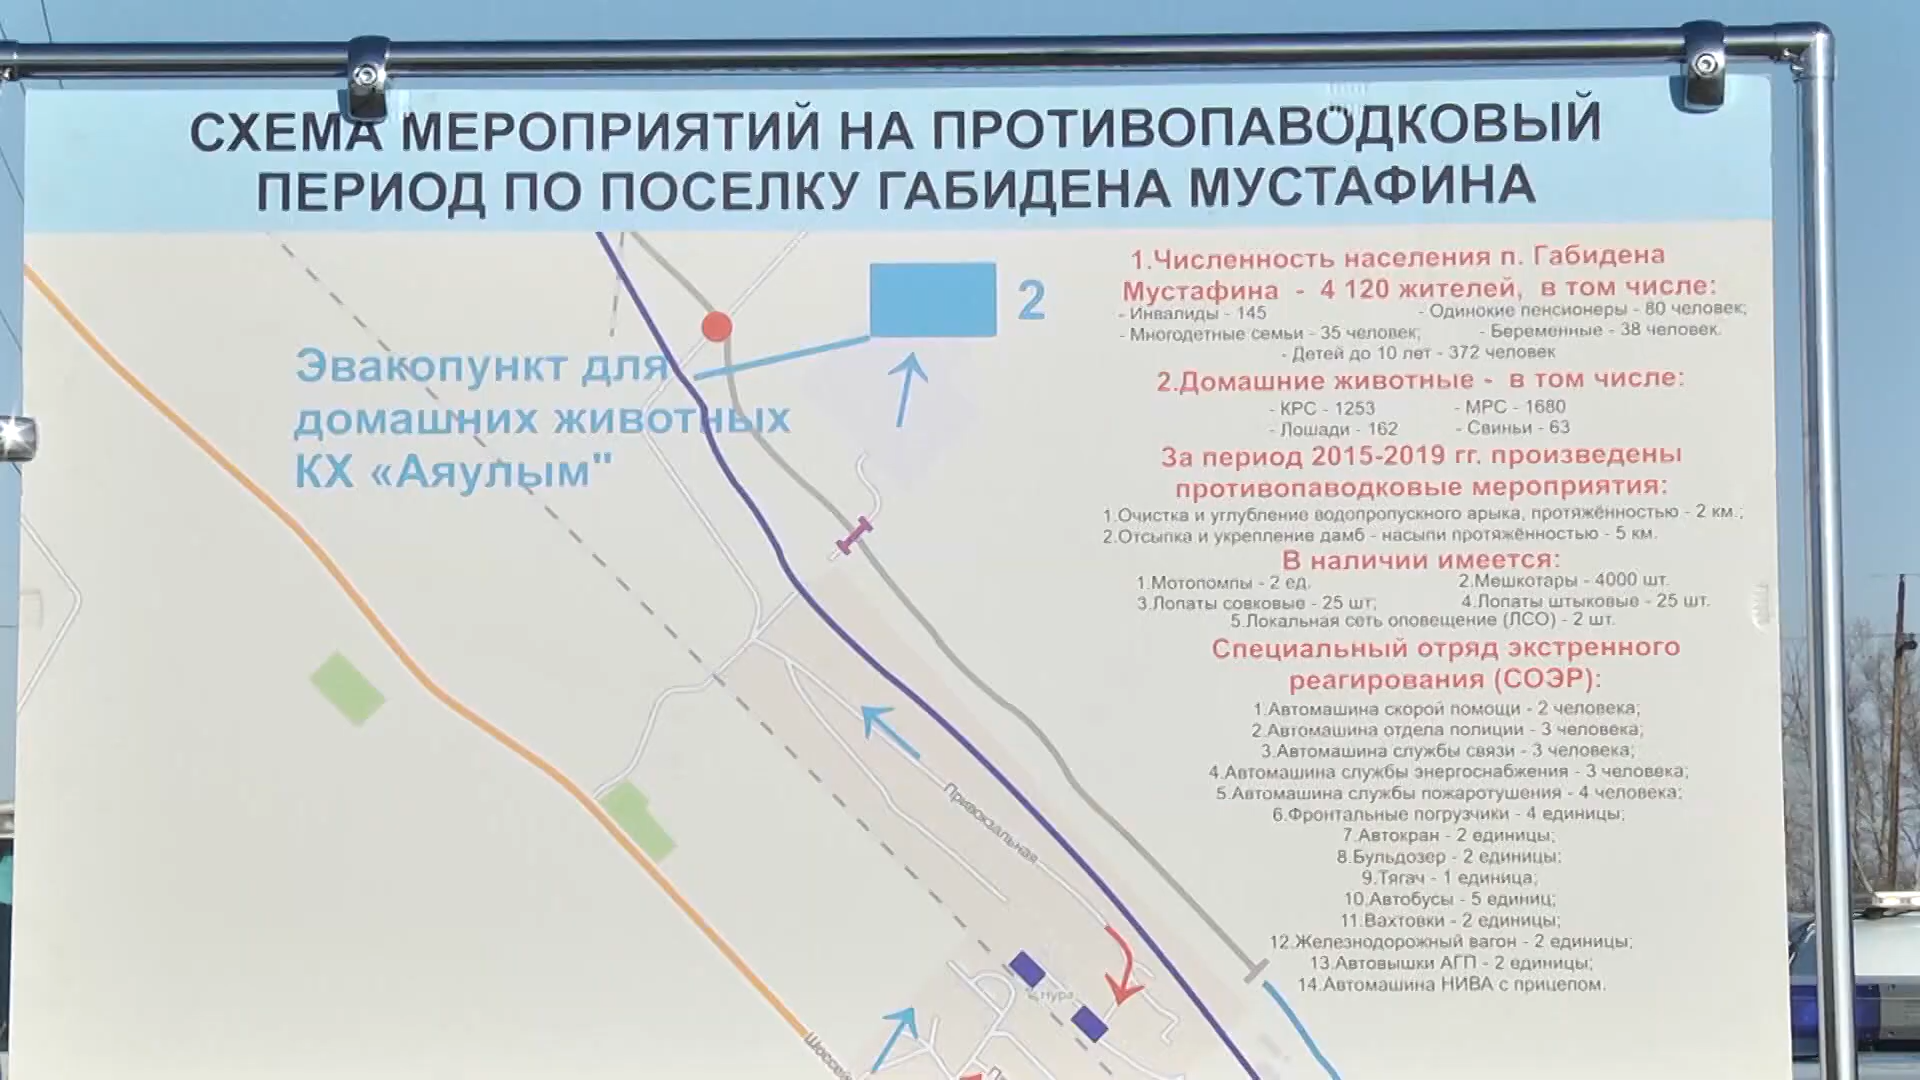 СХЕМА МЕРОПРИЯТИЙ НА ПРОТИВОПАВОДКОВЫЙ
ПЕРИОД ПО ПОСЕЛКУ ГАБИДЕНА МУСТАФИНА
2
Эвакопункт для
домашних животных
КХ «Аяулым"
1.Численность населения п. Габидена
Мустафина - 4 120 жителей, в том числе:
- Инвалиды - 145 - Одинокие пенсионеры - 80 человек;
- Многодетные семьи - 35 человек; - Беременные - 38 человек.
- Детей до 10 лет - 372 человек
2.Домашние животные - в том числе:
- КРС - 1253 - МРС - 1680
- Лошади - 162 - Свиньи - 63
За период 2015-2019 гг. произведены
противопаводковые мероприятия:
1.Очистка и углубление водопропускного арыка, протяжённостью - 2 км.;
2.Отсыпка и укрепление дамб - насыпи протяжённостью - 5 км.
В наличии имеется:
1.Мотопомпы - 2 ед. 2.Мешкотары - 4000 шт.
3.Лопаты совковые - 25 шт; 4.Лопаты штыковые - 25 шт.
5.Локальная сеть оповещение (ЛСО) - 2 шт.
Специальный отряд экстренного
реагирования (СОЭР):
1.Автомашина скорой помощи - 2 человека;
2.Автомашина отдела полиции - 3 человека;
3.Автомашина службы связи - 3 человека;
4.Автомашина службы энергоснабжения - 3 человека;
5.Автомашина службы пожаротушения - 4 человека;
6.Фронтальные погрузчики - 4 единицы;
7.Автокран - 2 единицы;
8.Бульдозер - 2 единицы;
9.Тягач - 1 единица;
10.Автобусы - 5 единиц;
11.Вахтовки - 2 единицы;
12.Железнодорожный вагон - 2 единицы;
13.Автовышки АГП - 2 единицы;
14.Автомашина НИВА с прицепом.
Привокзальная
Нура